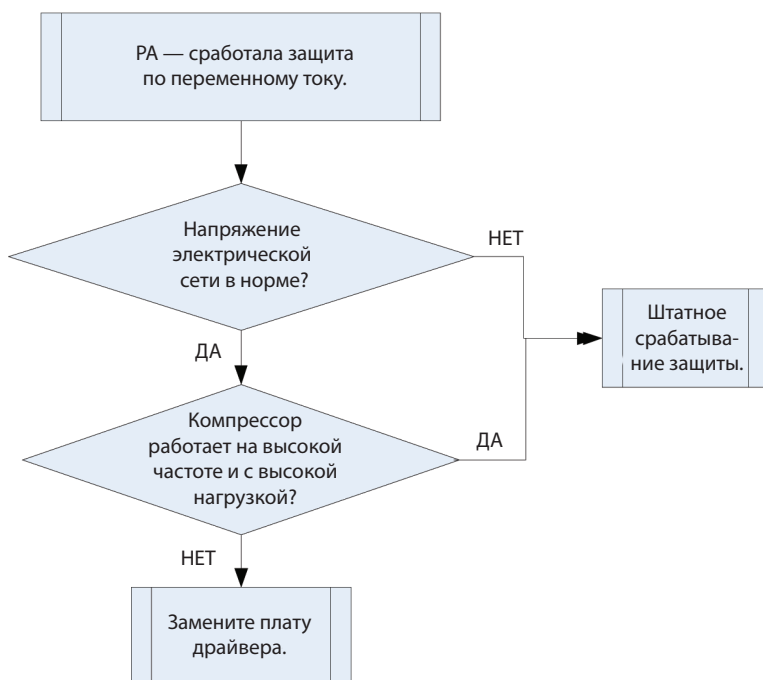 РА — сработала защита
по переменному току.
Напряжение
электрической
сети в норме?
НЕТ
Штатное
срабатыва-
ние защиты.
ДА
Компрессор
работает на высокой
частоте и с высокой
нагрузкой?
ДА
НЕТ
Замените плату
драйвера.